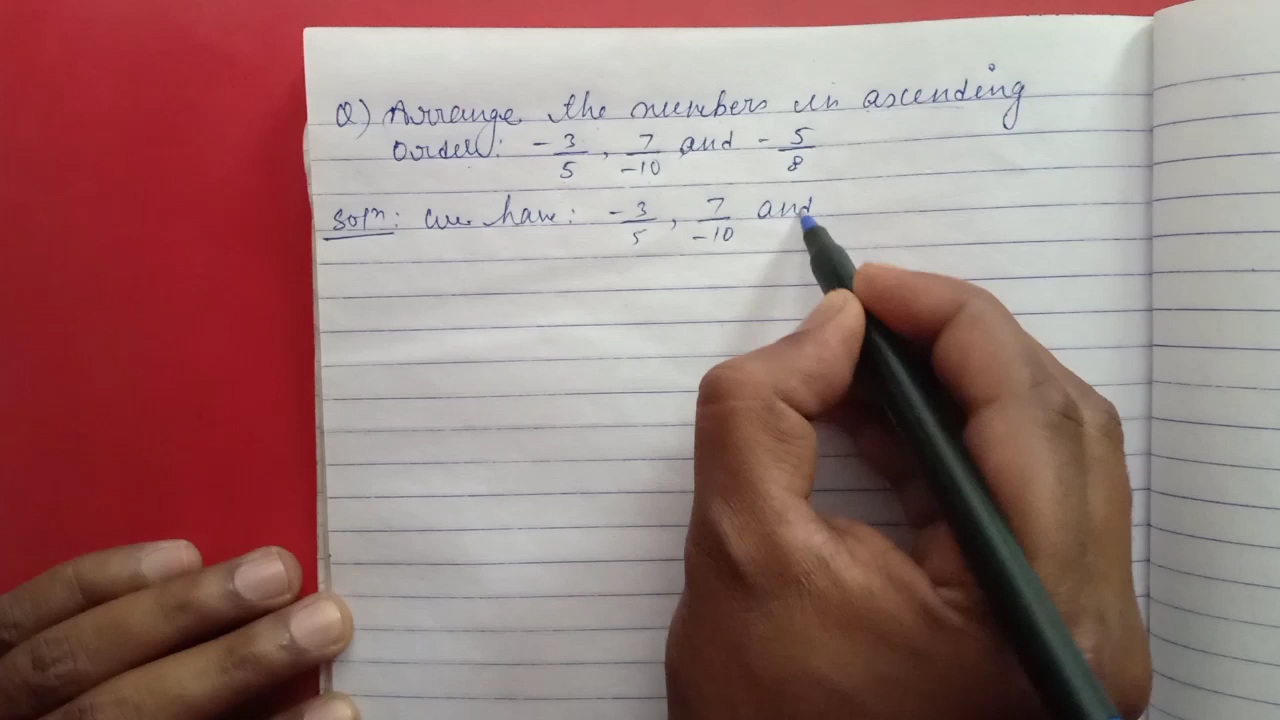 Q) Arrange the numbers in ascending
order: -3/5, 7/-10 and -5/8
Solⁿ: we have: -3/5, 7/-10 and